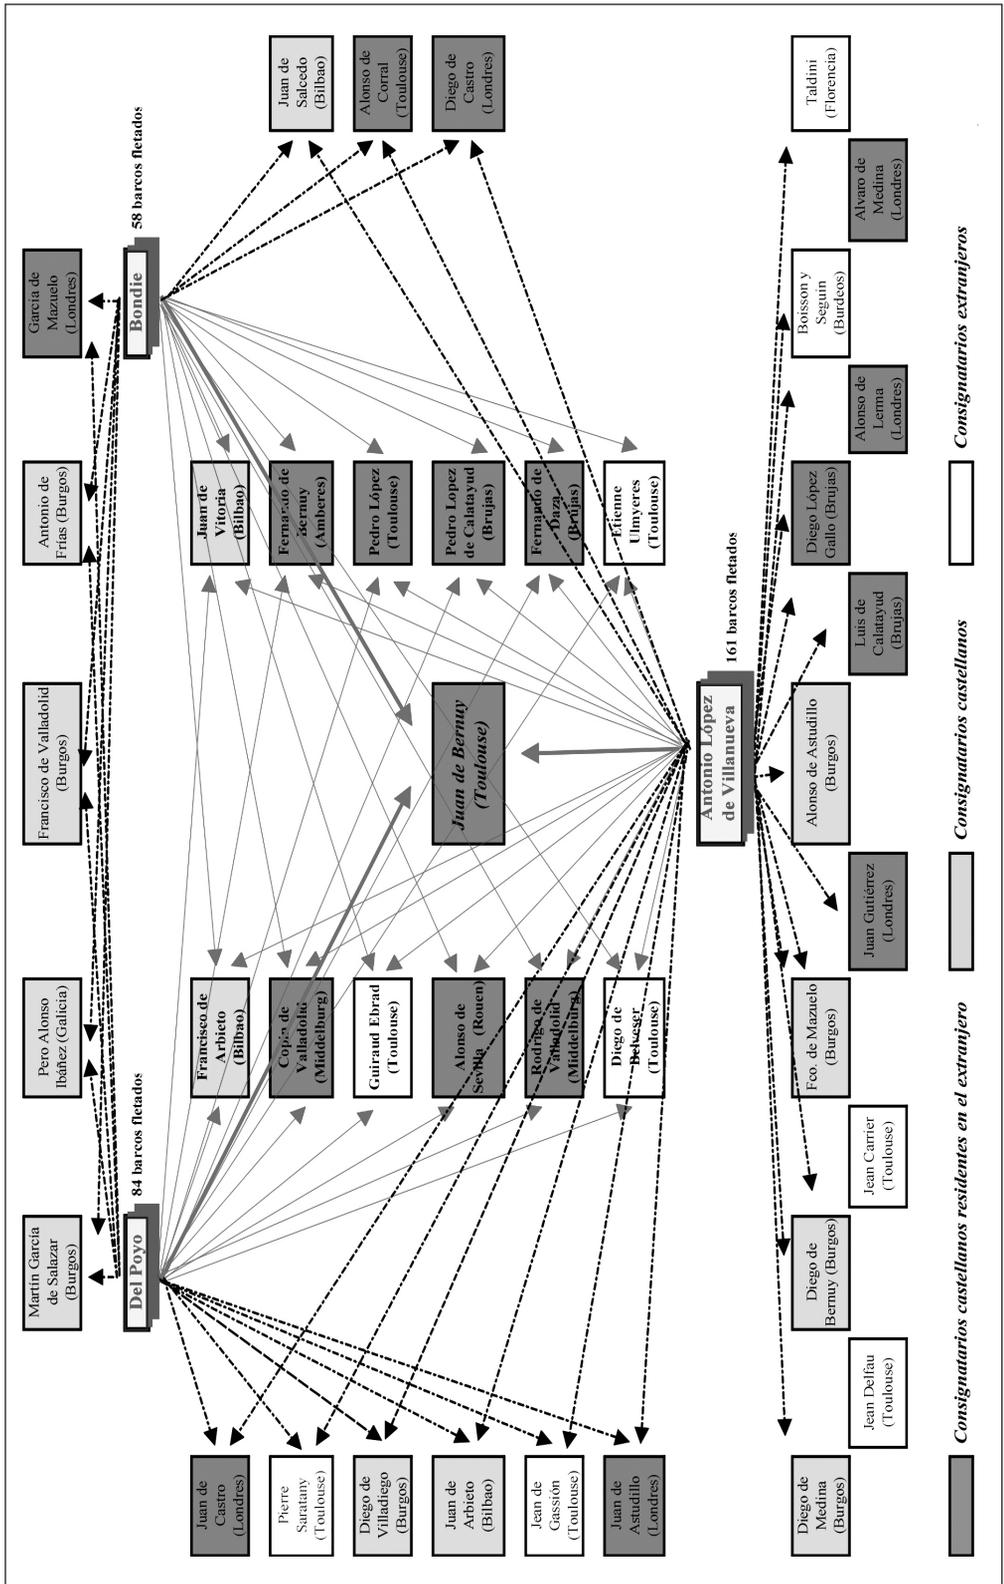 Martín García
de Salazar
(Burgos)
Pero Alonso
Ibáñez (Galicia)
Francisco de Valladolid
(Burgos)
Antonio de
Frías (Burgos)
García de
Mazuelo
(Londres)
Del Poyo
84 barcos fletados
Bondie
58 barcos fletados
Juan de
Castro
(Londres)
Pierre
Saratany
(Toulouse)
Diego de
Villadiego
(Burgos)
Juan de
Arbieto
(Bilbao)
Jean de
Gassión
(Toulouse)
Juan de
Astudillo
(Londres)
Francisco de
Arbieto
(Bilbao)
Copín de
Valladolid
(Middelburg)
Guiraud Ebrad
(Toulouse)
Alonso de
Sevilla (Rouen)
Rodrigo de
Valladolid
(Middelburg)
Diego de
Belveser
(Toulouse)
Juan de Bernuy
(Toulouse)
Juan de
Vitoria
(Bilbao)
Fernando de
Bernuy
(Amberes)
Pedro López
(Toulouse)
Pedro Lopez
de Calatayud
(Brujas)
Fernando de
Daza
(Brujas)
Etienne
Ulmyeres
(Toulouse)
Juan de
Salcedo
(Bilbao)
Alonso de
Corral
(Toulouse)
Diego de
Castro
(Londres)
Antonio López
de Villanueva
161 barcos fletados
Diego de
Medina
(Burgos)
Jean Delfau
(Toulouse)
Diego de
Bernuy (Burgos)
Jean Carrier
(Toulouse)
Fco. de Mazuelo
(Burgos)
Juan Gutiérrez
(Londres)
Alonso de Astudillo
(Burgos)
Luis de
Calatayud
(Brujas)
Diego López
Gallo (Brujas)
Alonso de
Lerma
(Londres)
Boisson y
Seguin
(Burdeos)
Alvaro de
Medina
(Londres)
Taldini
(Florencia)
Consignatarios castellanos residentes en el extranjero
Consignatarios castellanos
Consignatarios extranjeros